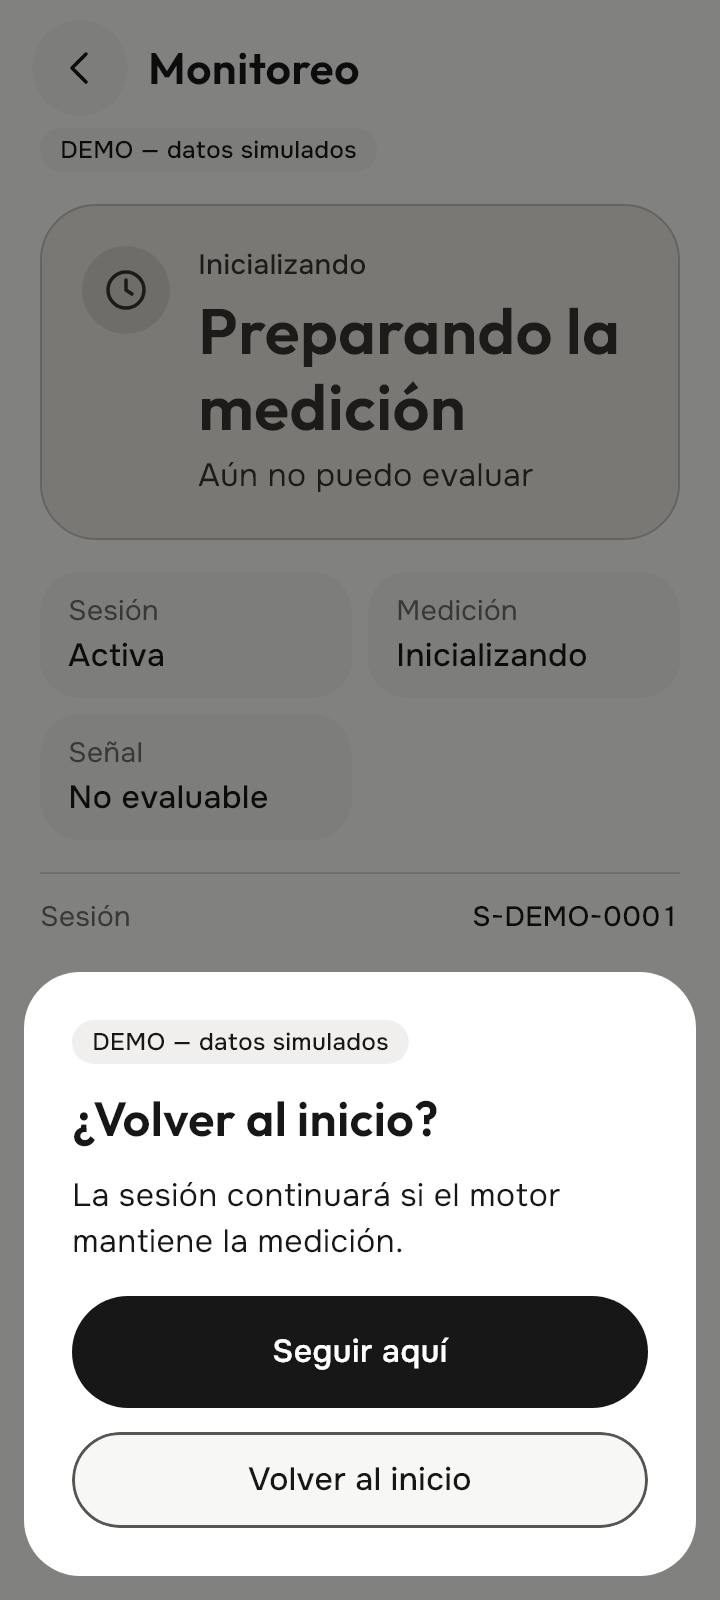 Monitoreo
DEMO — datos simulados
Inicializando
Preparando la
medición
Aún no puedo evaluar
Sesión
Activa
Medición
Inicializando
Señal
No evaluable
Sesión S-DEMO-0001
DEMO — datos simulados
¿Volver al inicio?
La sesión continuará si el motor
mantiene la medición.
Seguir aquí
Volver al inicio